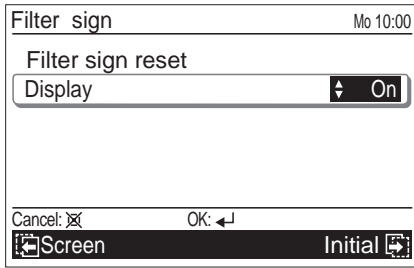 Filter sign Mo 10:00
Filter sign reset
Display On
Cancel: OK:
Screen Initial